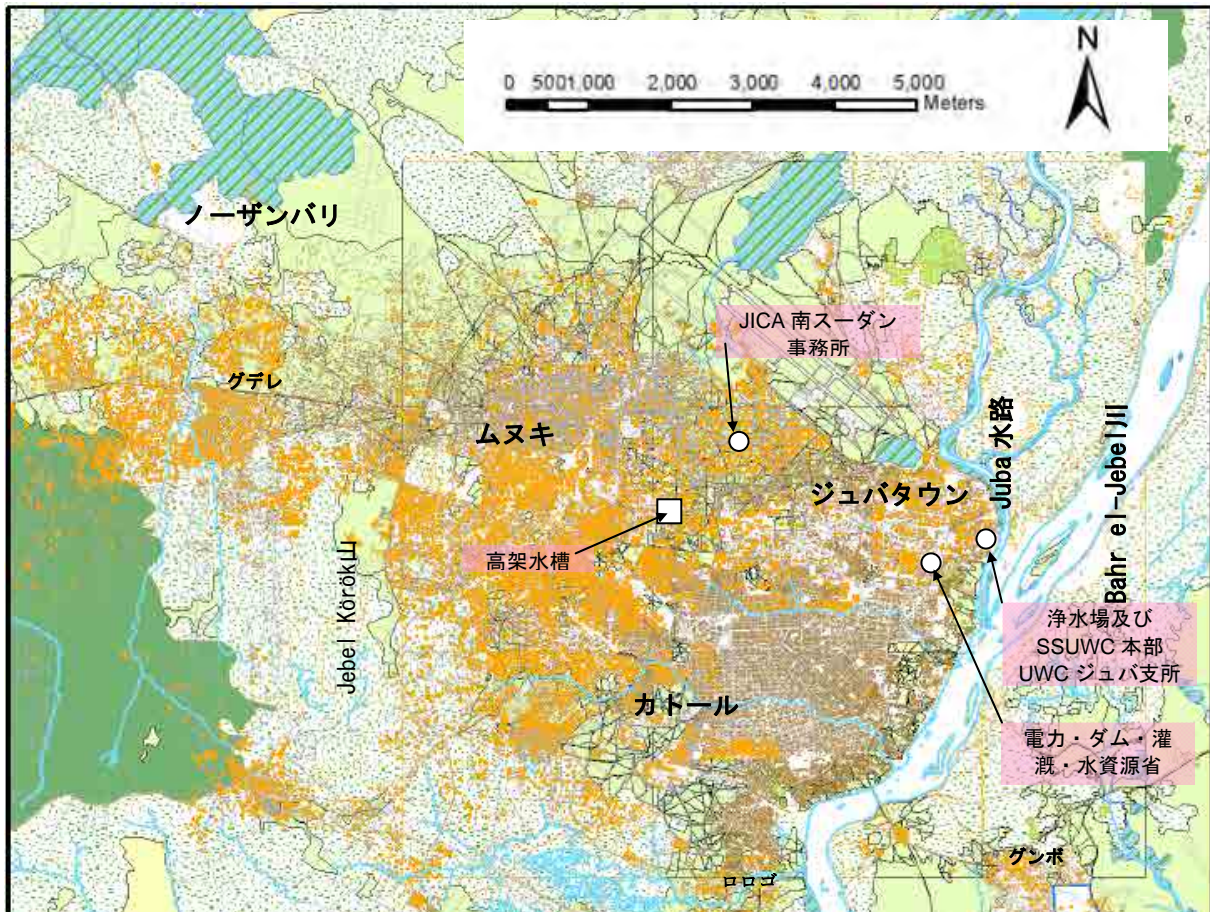 N
0 5001,000 2,000 3,000 4,000 5,000
Meters
ノーザンバリ
JICA 南スーダン
事務所
グデレ
ムヌキ
ジュバタウン
Juba 水路
Bahr el-Jebel川
高架水槽
Jebel Körök山
浄水場及び
SSUWC 本部
UWC ジュバ支所
カトール
電力・ダム・灌
漑・水資源省
グンボ
ロロゴ